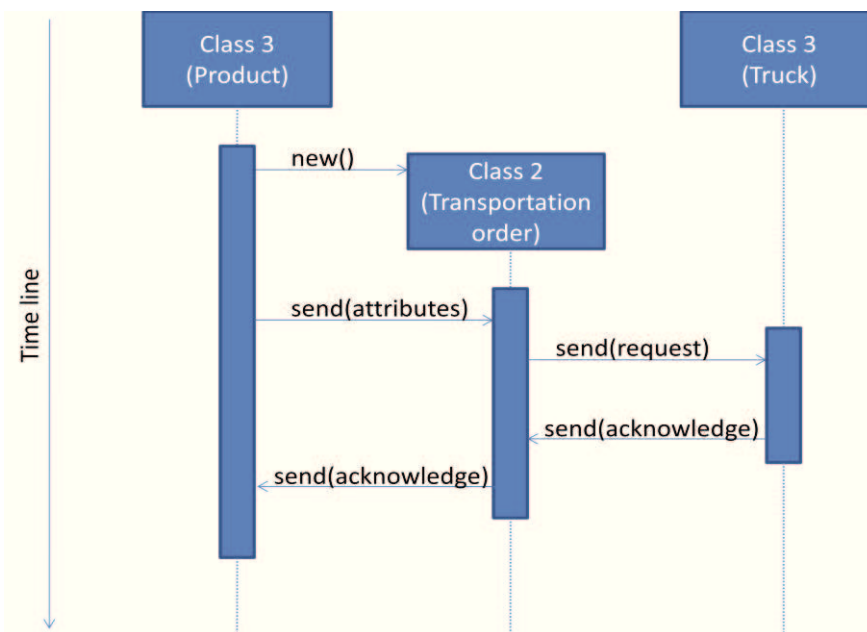 Class 3
(Product)
Class 3
(Truck)
new()
Class 2
(Transportation
order)
send(attributes)
send(request)
send(acknowledge)
send(acknowledge)
Time line